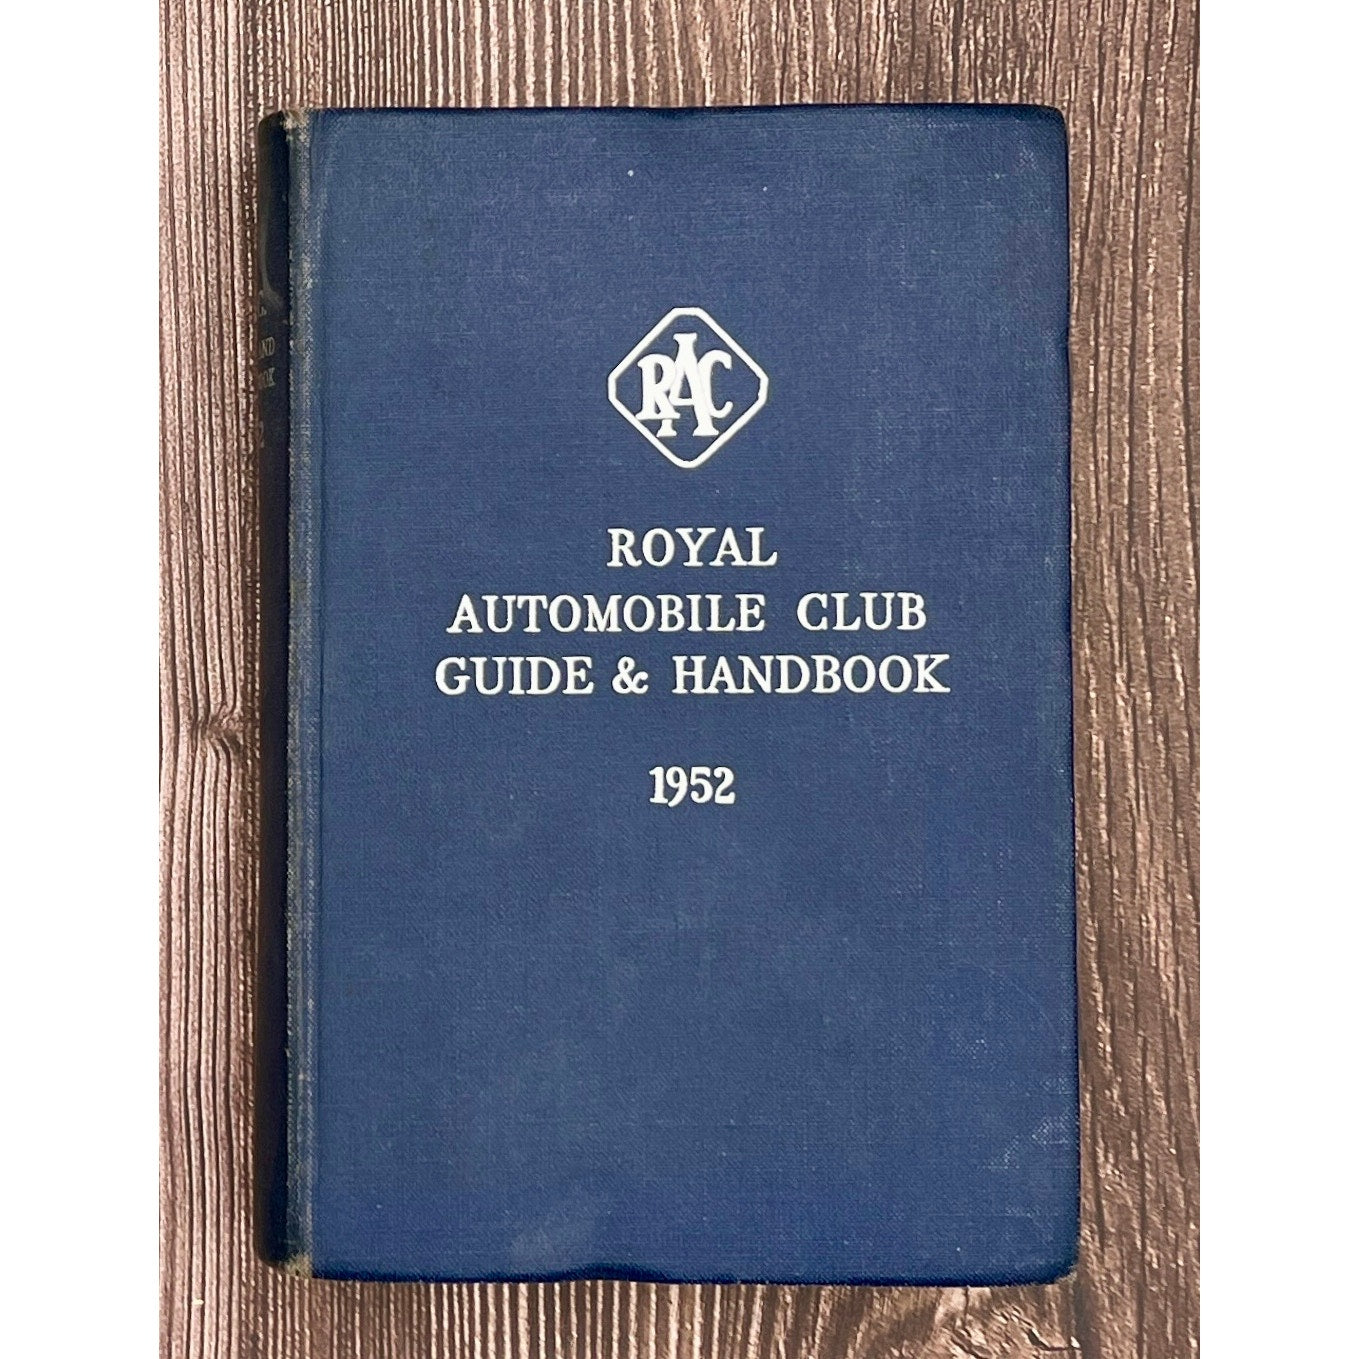 RAC
ROYAL
AUTOMOBILE CLUB
GUIDE & HANDBOOK
1952